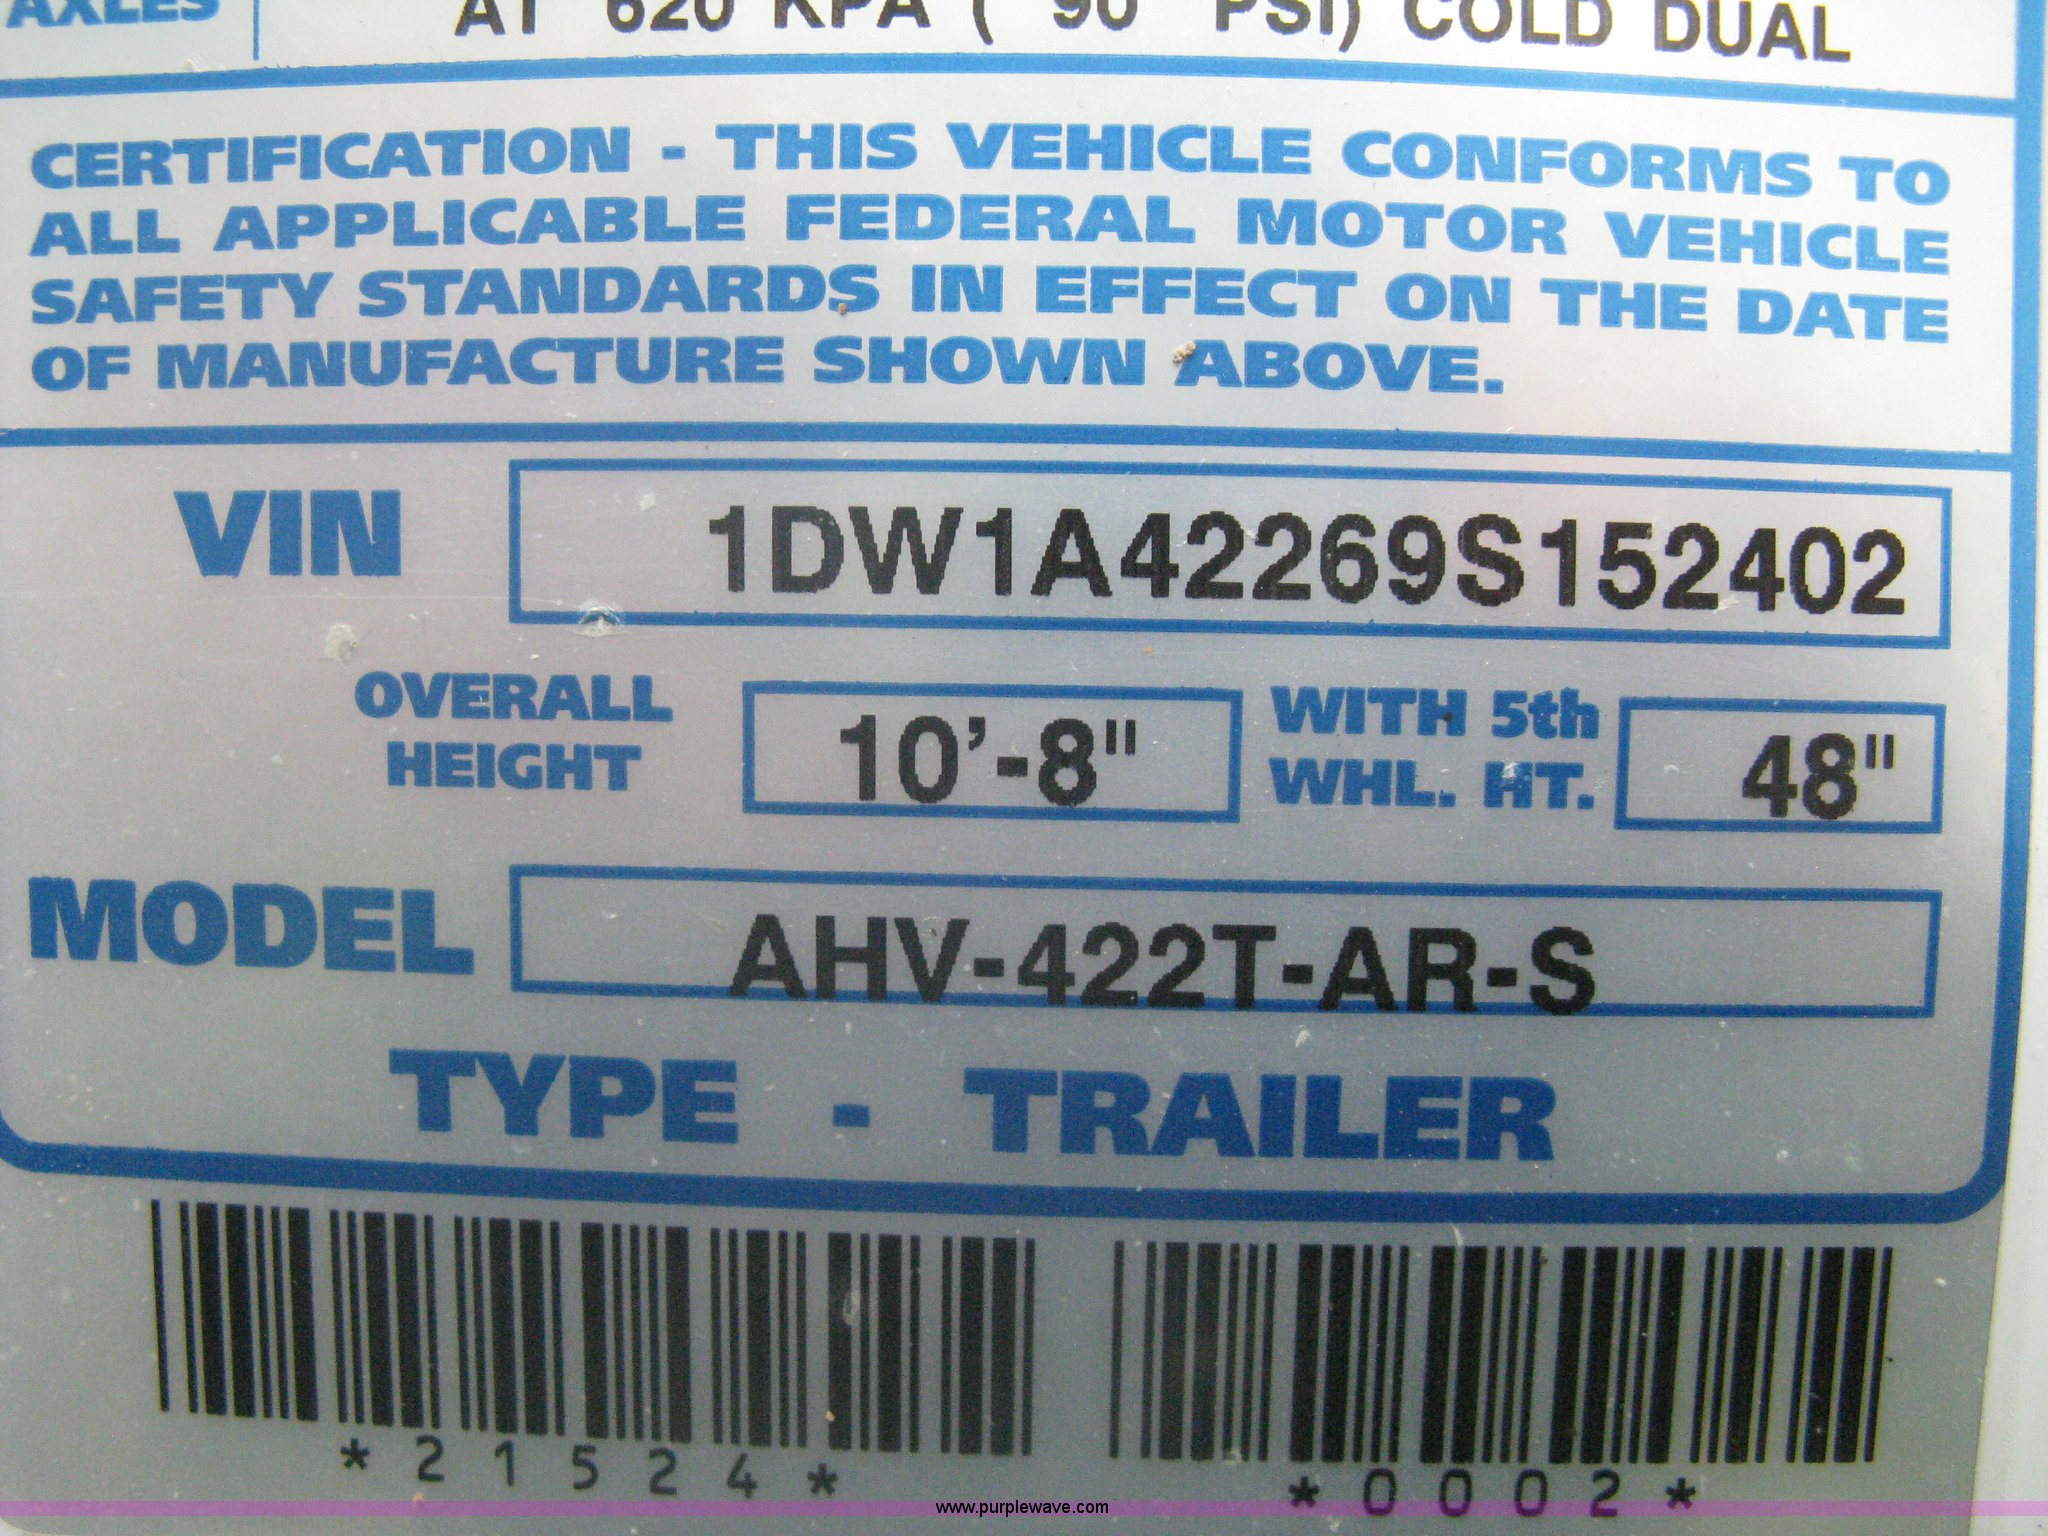 AXLES
AT 620 KPA ( 90 PSI) COLD DUAL
CERTIFICATION - THIS VEHICLE CONFORMS TO
ALL APPLICABLE FEDERAL MOTOR VEHICLE
SAFETY STANDARDS IN EFFECT ON THE DATE
OF MANUFACTURE SHOWN ABOVE.
VIN 1DW1A42269S152402
OVERALL HEIGHT 10'-8" WITH 5th WHL. HT. 48"
MODEL AHV-422T-AR-S
TYPE - TRAILER
*21524* *0002*
www.purplewave.com